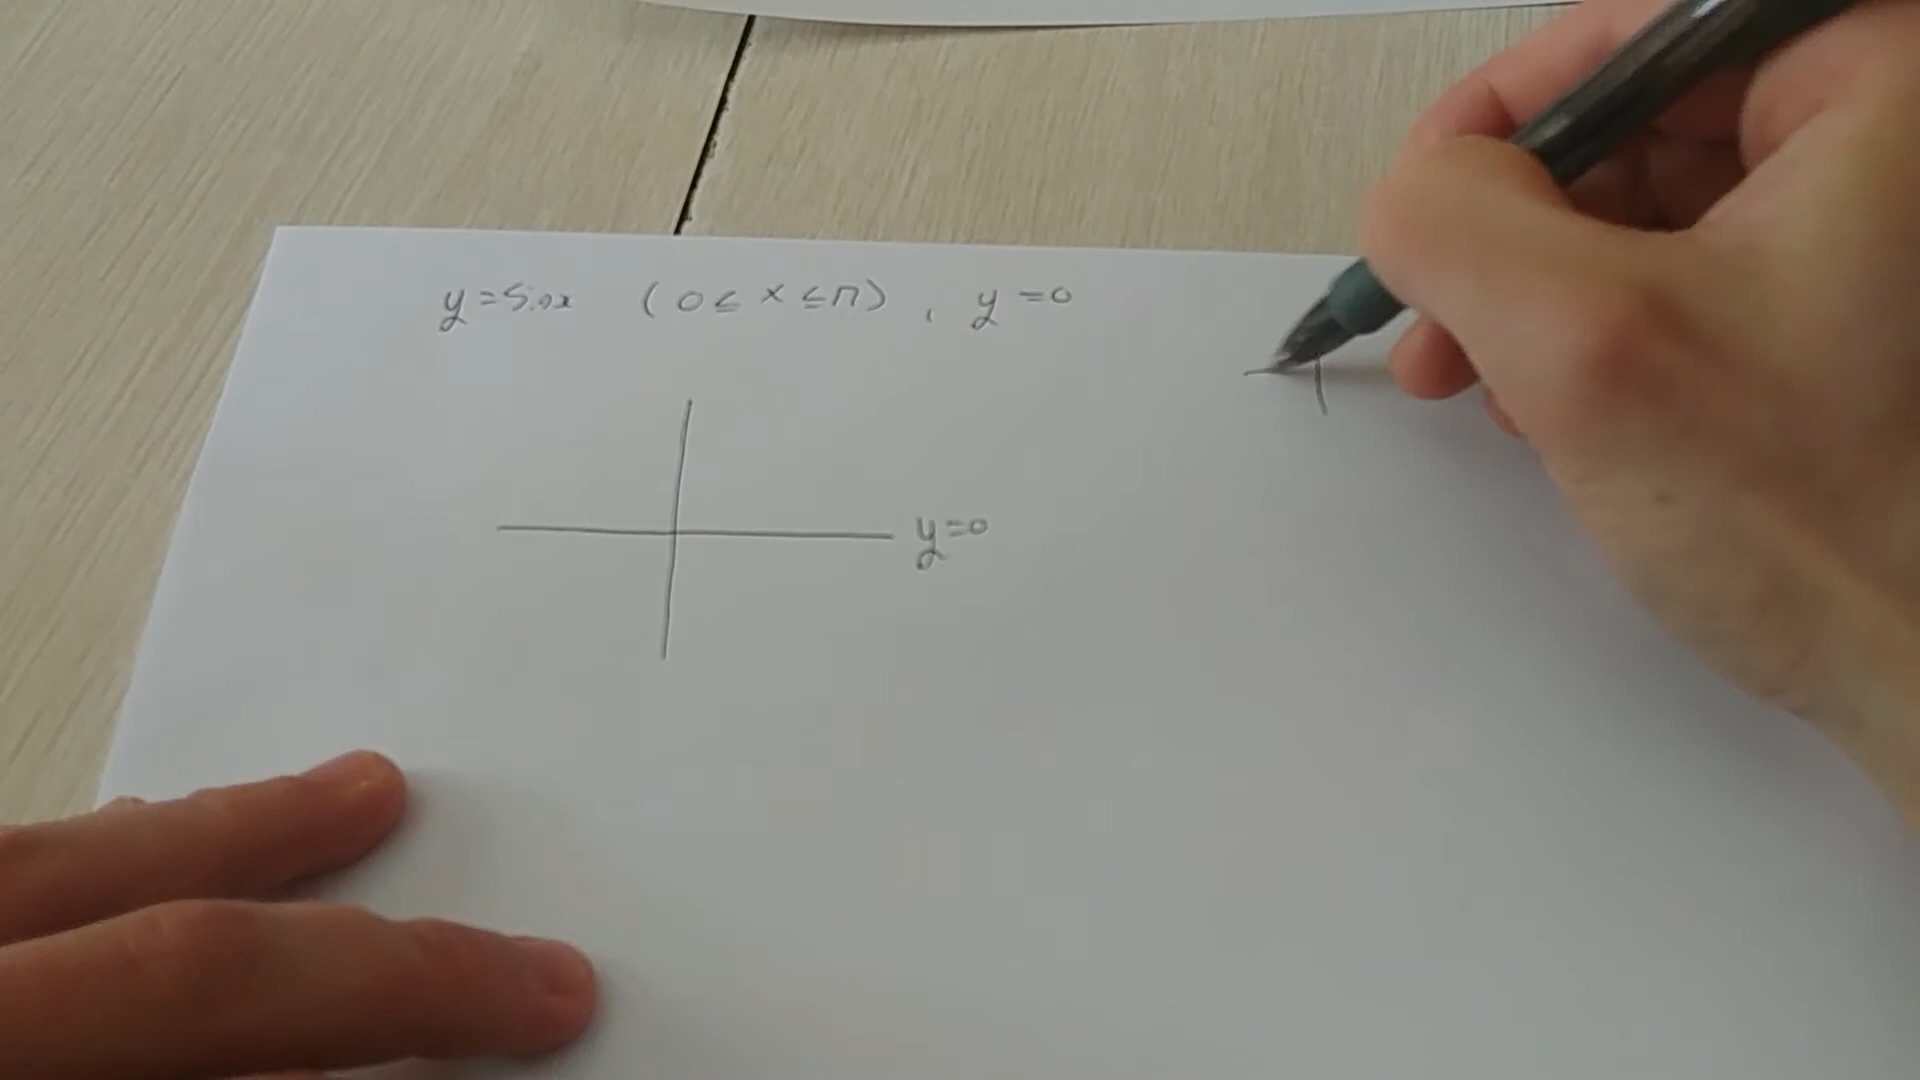 y = sinx ( 0 ≤ x ≤ π ) , y = 0
y = 0